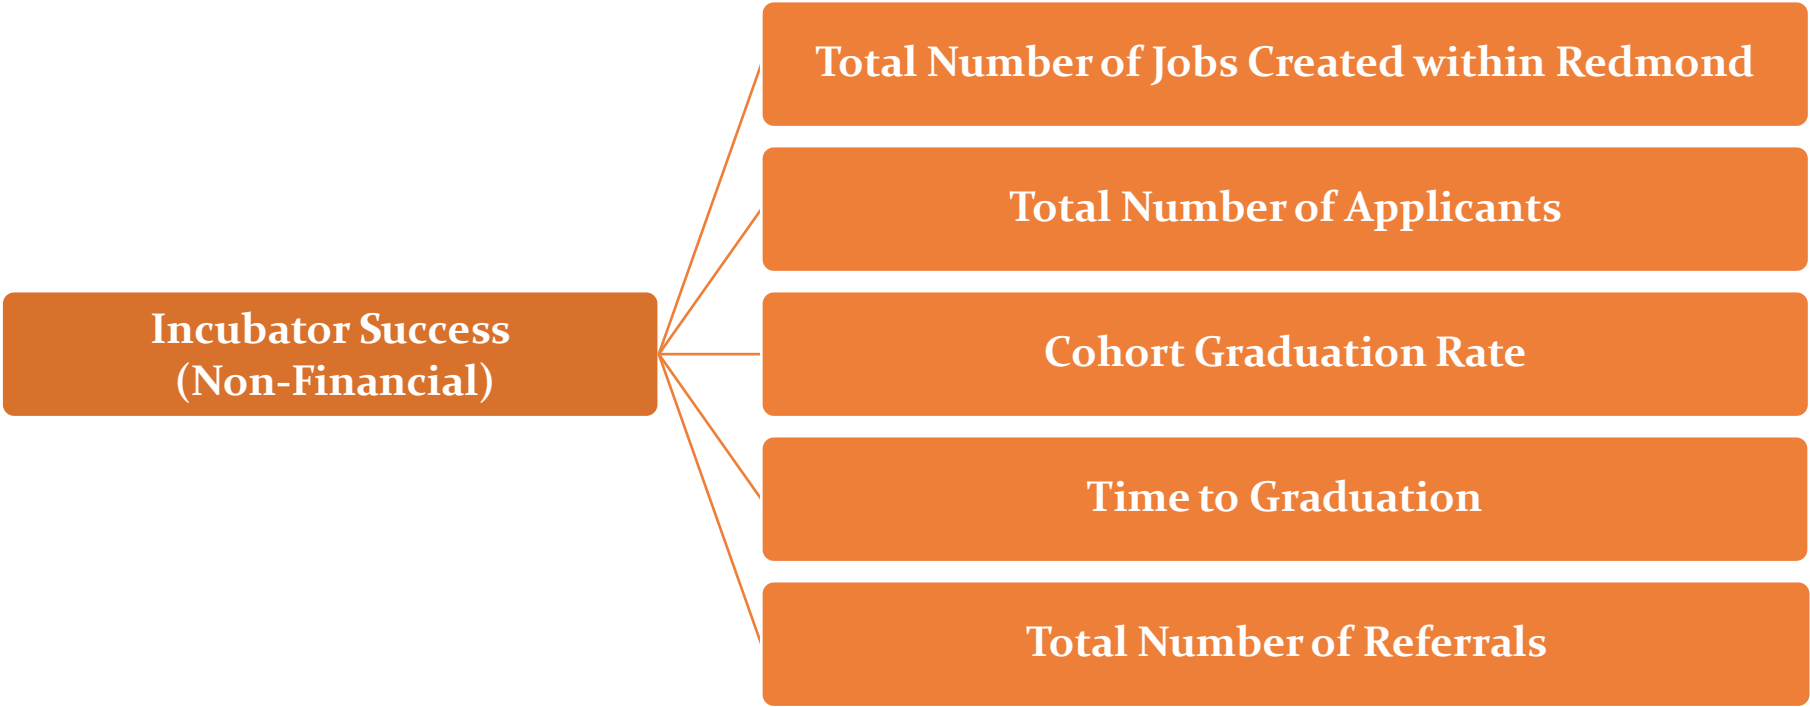 Total Number of Jobs Created within Redmond
Total Number of Applicants
Incubator Success
(Non-Financial)
Cohort Graduation Rate
Time to Graduation
Total Number of Referrals